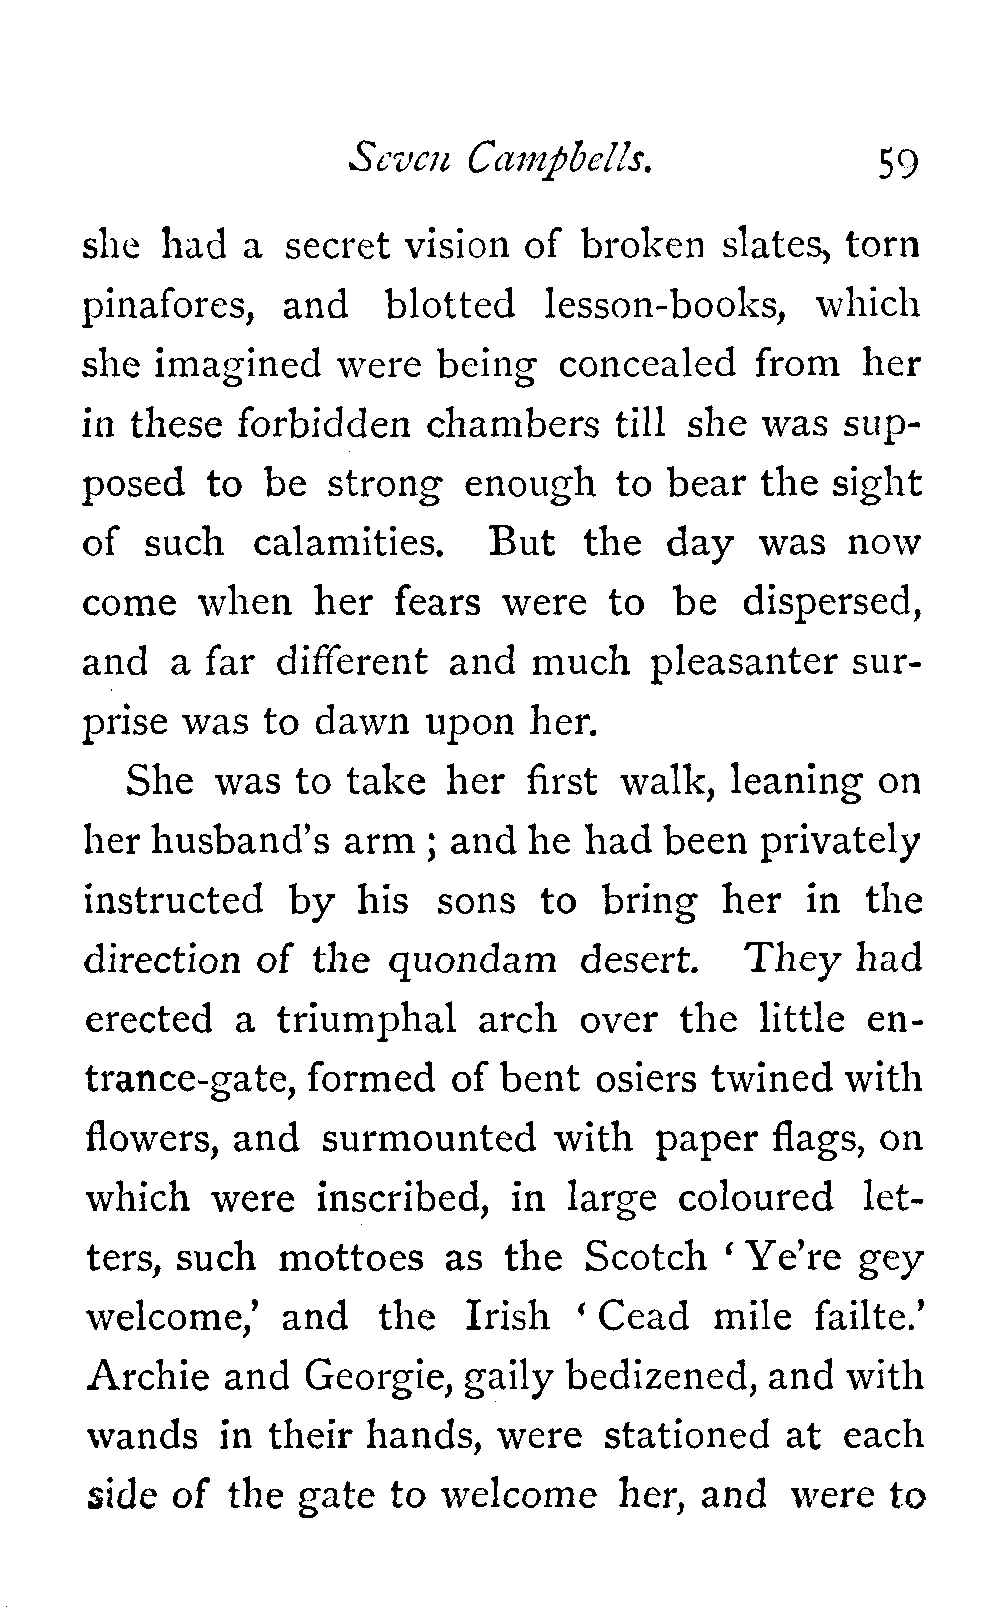 Seven Campbells. 59
she had a secret vision of broken slates, torn
pinafores, and blotted lesson-books, which
she imagined were being concealed from her
in these forbidden chambers till she was sup-
posed to be strong enough to bear the sight
of such calamities. But the day was now
come when her fears were to be dispersed,
and a far different and much pleasanter sur-
prise was to dawn upon her.
She was to take her first walk, leaning on
her husband's arm ; and he had been privately
instructed by his sons to bring her in the
direction of the quondam desert. They had
erected a triumphal arch over the little en-
trance-gate, formed of bent osiers twined with
flowers, and surmounted with paper flags, on
which were inscribed, in large coloured let-
ters, such mottoes as the Scotch ‘ Ye’re gey
welcome,’ and the Irish ‘ Cead mile failte.’
Archie and Georgie, gaily bedizened, and with
wands in their hands, were stationed at each
side of the gate to welcome her, and were to